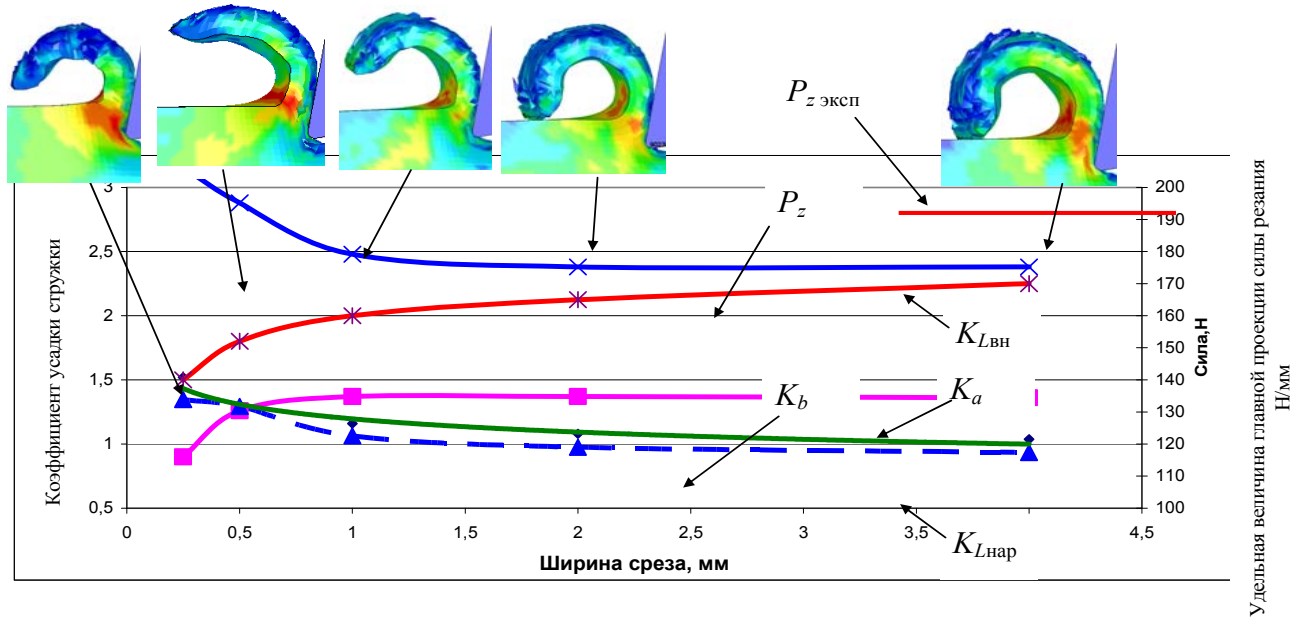 P_z эксп
P_z
K_Lвн
K_b
K_a
K_Lнар
Коэффициент усадки стружки
3
2,5
2
1,5
1
0,5
0
0,5
1
1,5
2
2,5
3
3,5
4
4,5
Ширина среза, мм
200
190
180
170
160
150
140
130
120
110
100
Сила,Н
Удельная величина главной проекции силы резания
Н/мм